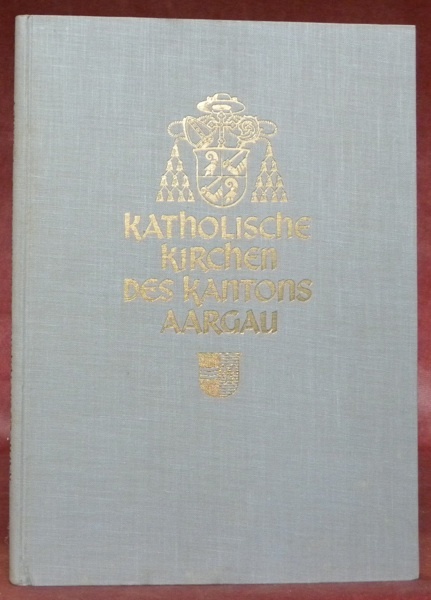 KATHOLISCHE
KIRCHEN
DES KANTONS
AARGAU